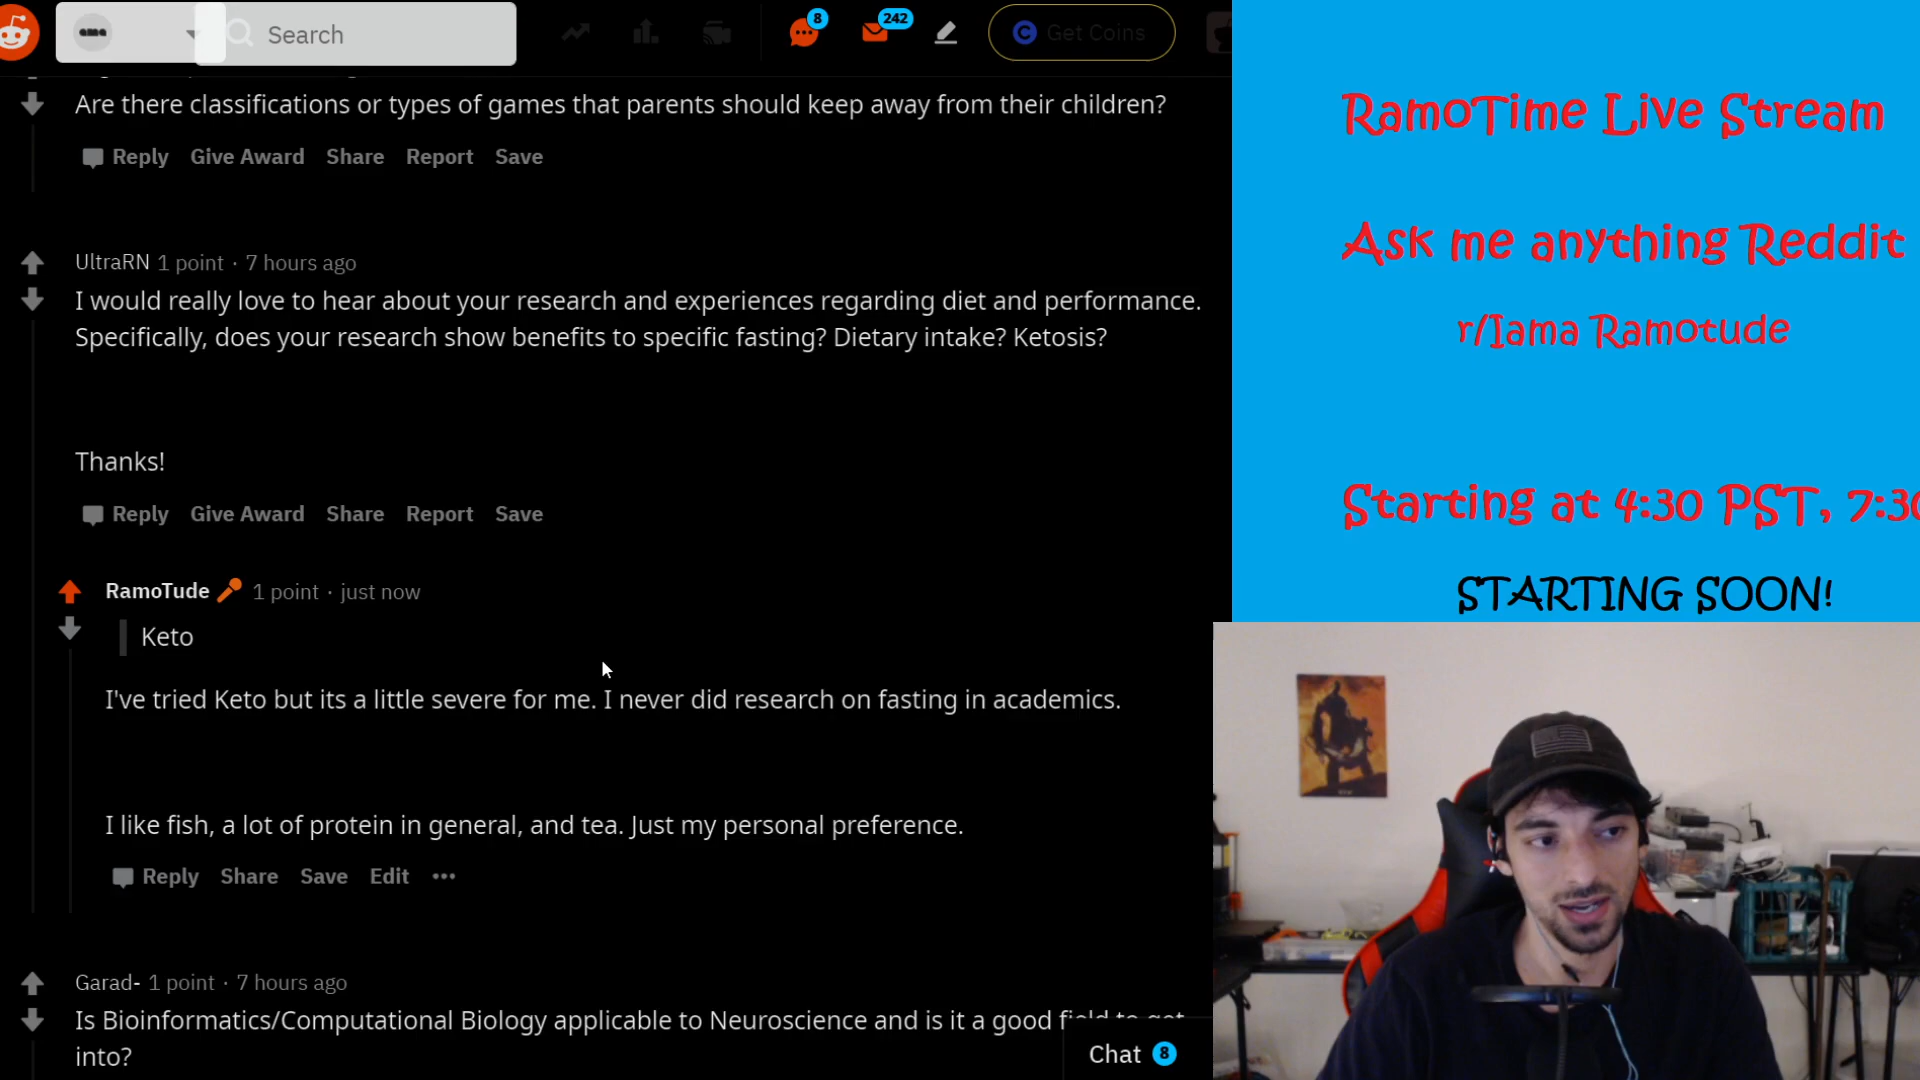 ama
Search
8
242
Get Coins
Are there classifications or types of games that parents should keep away from their children?
Reply Give Award Share Report Save
UltraRN 1 point · 7 hours ago
I would really love to hear about your research and experiences regarding diet and performance.
Specifically, does your research show benefits to specific fasting? Dietary intake? Ketosis?
Thanks!
Reply Give Award Share Report Save
RamoTude 1 point · just now
Keto
I've tried Keto but its a little severe for me. I never did research on fasting in academics.
I like fish, a lot of protein in general, and tea. Just my personal preference.
Reply Share Save Edit
Garad- 1 point · 7 hours ago
Is Bioinformatics/Computational Biology applicable to Neuroscience and is it a good field to get
into?
Chat 8
RamoTime Live Stream
Ask me anything Reddit
r/Iama Ramotude
Starting at 4:30 PST, 7:30
STARTING SOON!